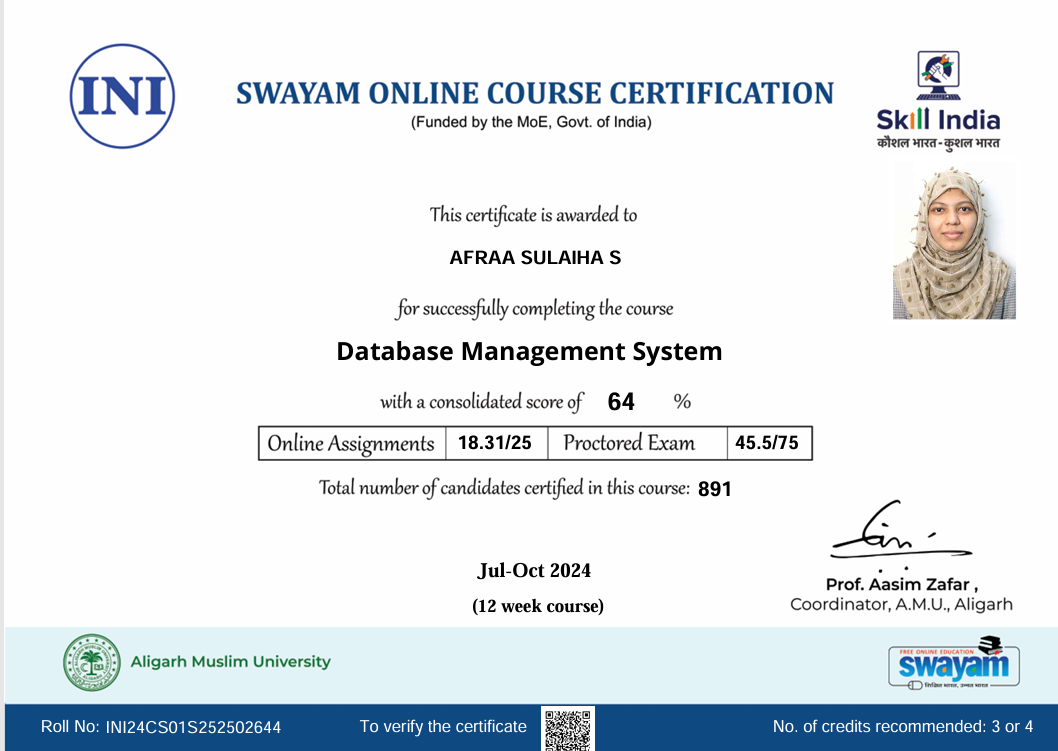 INI
SWAYAM ONLINE COURSE CERTIFICATION
(Funded by the MoE, Govt. of India)
Skill India
कौशल भारत - कुशल भारत
This certificate is awarded to
AFRAA SULAIHA S
for successfully completing the course
Database Management System
with a consolidated score of 64 %
Online Assignments 18.31/25 Proctored Exam 45.5/75
Total number of candidates certified in this course: 891
Jul-Oct 2024
(12 week course)
Prof. Aasim Zafar ,
Coordinator, A.M.U., Aligarh
Aligarh Muslim University
FREE ONLINE EDUCATION
swayam
शिक्षित भारत, उन्नत भारत
Roll No: INI24CS01S252502644 To verify the certificate No. of credits recommended: 3 or 4